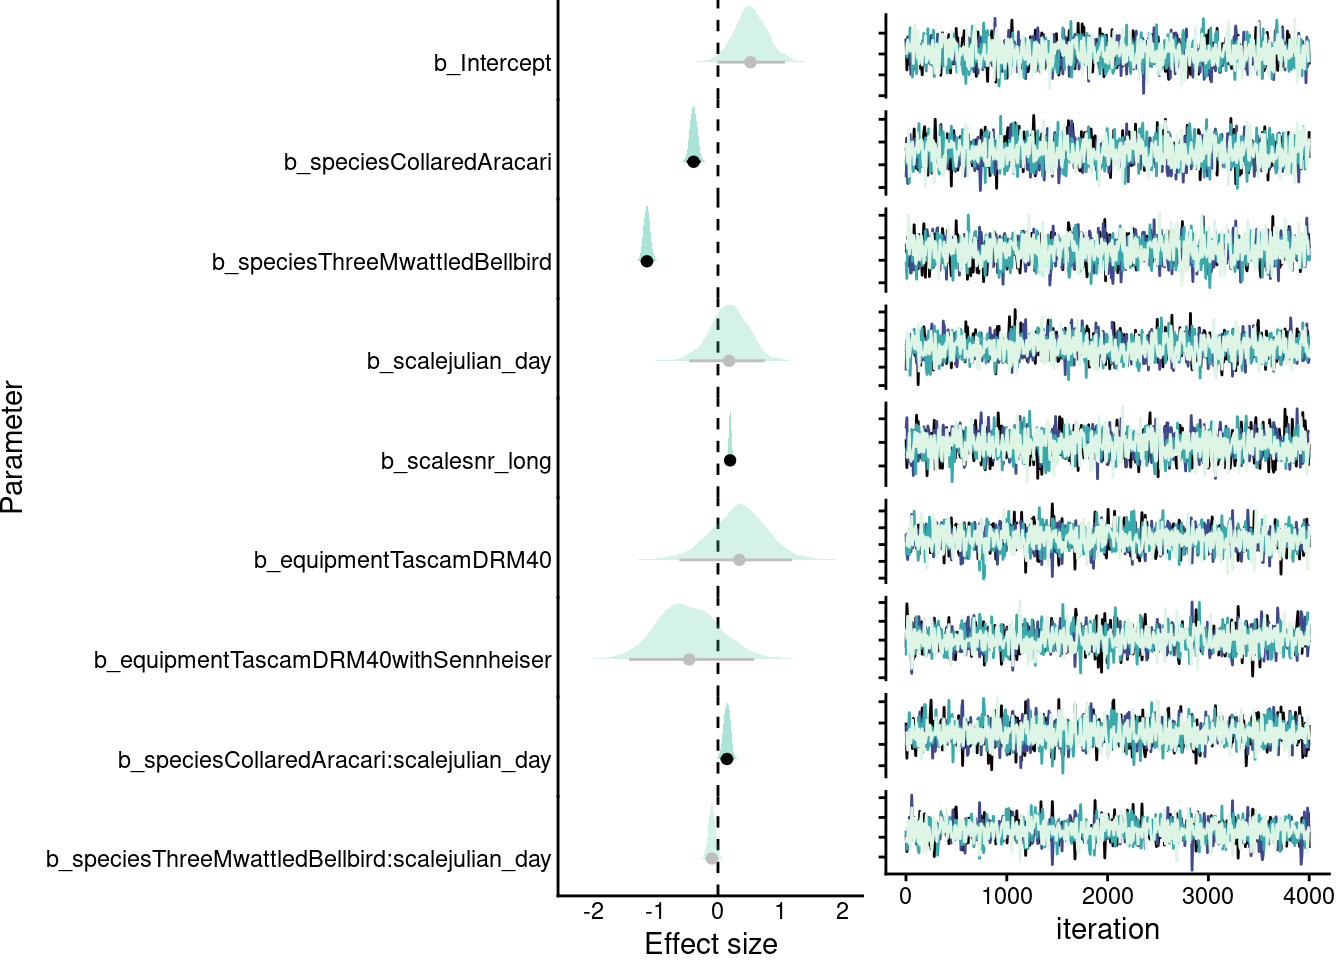 Parameter
b_Intercept
b_speciesCollaredAracari
b_speciesThreeMwattledBellbird
b_scalejulian_day
b_scalesnr_long
b_equipmentTascamDRM40
b_equipmentTascamDRM40withSennheiser
b_speciesCollaredAracari:scalejulian_day
b_speciesThreeMwattledBellbird:scalejulian_day
-2 -1 0 1 2
Effect size
0 1000 2000 3000 4000
iteration